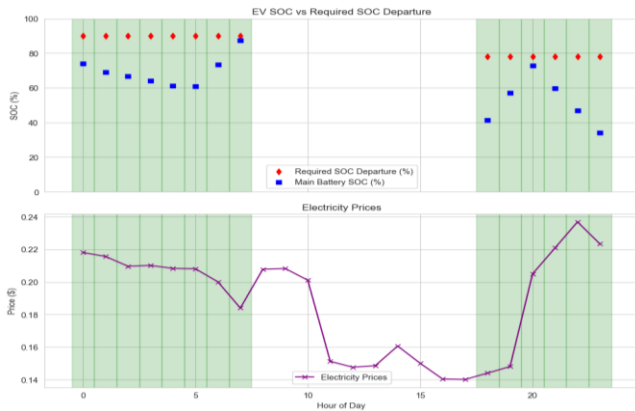 EV SOC vs Required SOC Departure
100
80
60
40
20
0
SOC (%)
Required SOC Departure (%)
Main Battery SOC (%)
Electricity Prices
0.24
0.22
0.20
0.18
0.16
0.14
Price ($)
Electricity Prices
0 5 10 15 20
Hour of Day